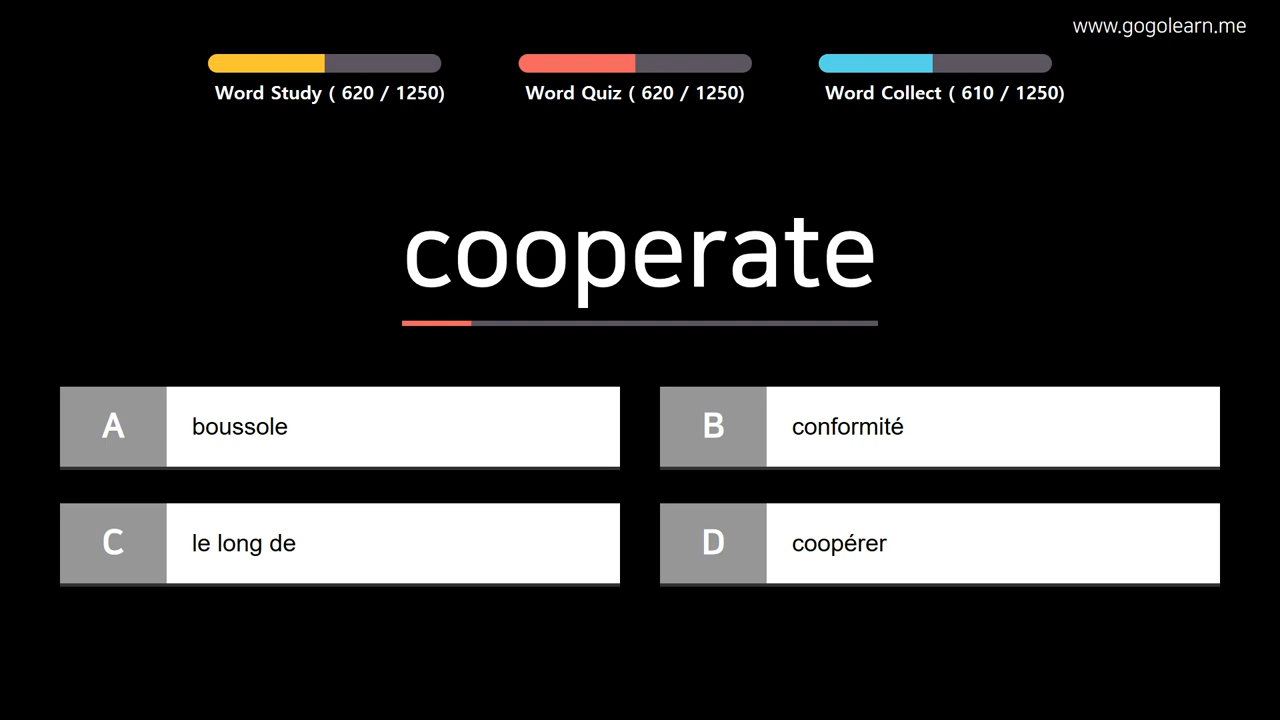 www.gogolearn.me
Word Study ( 620 / 1250)
Word Quiz ( 620 / 1250)
Word Collect ( 610 / 1250)
cooperate
A boussole
B conformité
C le long de
D coopérer